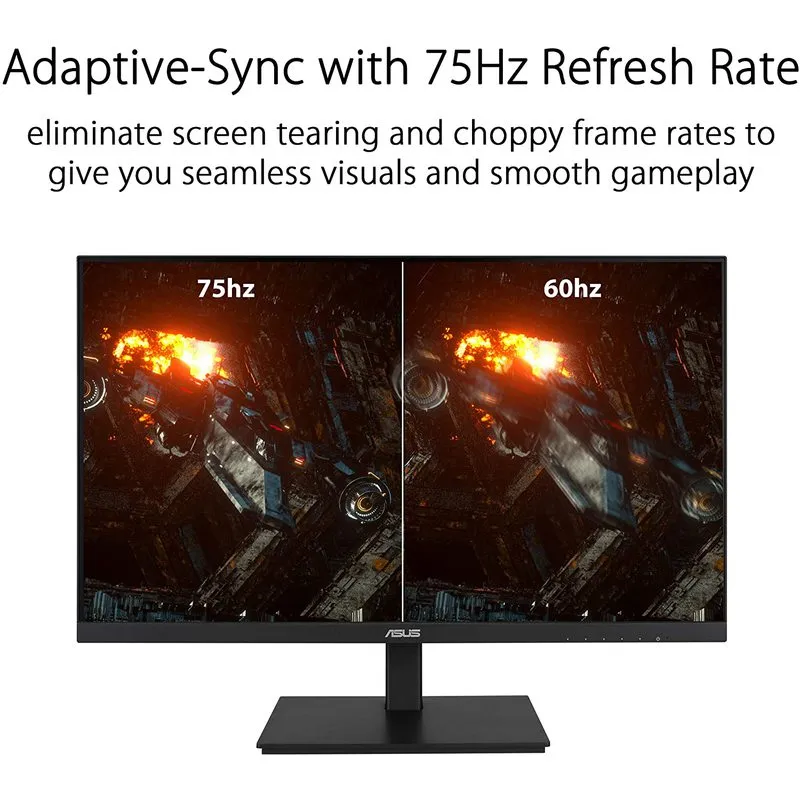 Adaptive-Sync with 75Hz Refresh Rate
eliminate screen tearing and choppy frame rates to
give you seamless visuals and smooth gameplay
75hz
60hz
ASUS